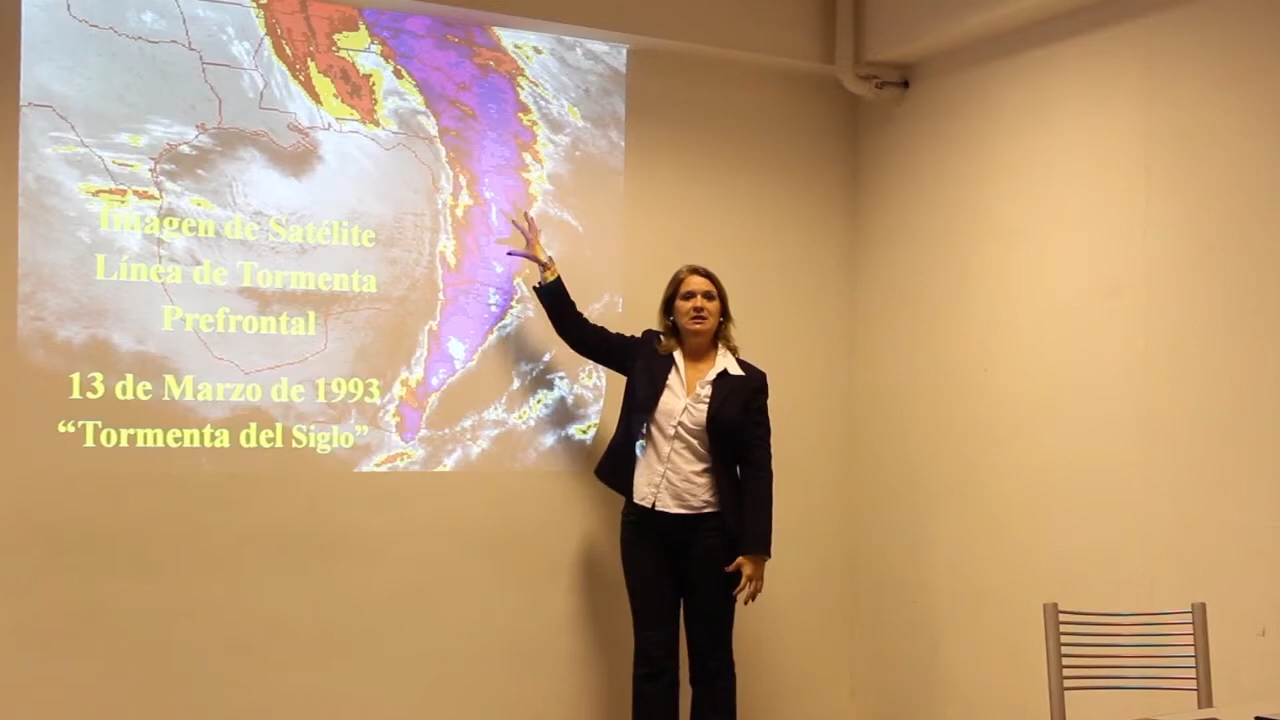 Imagen de Satélite
Línea de Tormenta
Prefrontal
13 de Marzo de 1993
“Tormenta del Siglo”